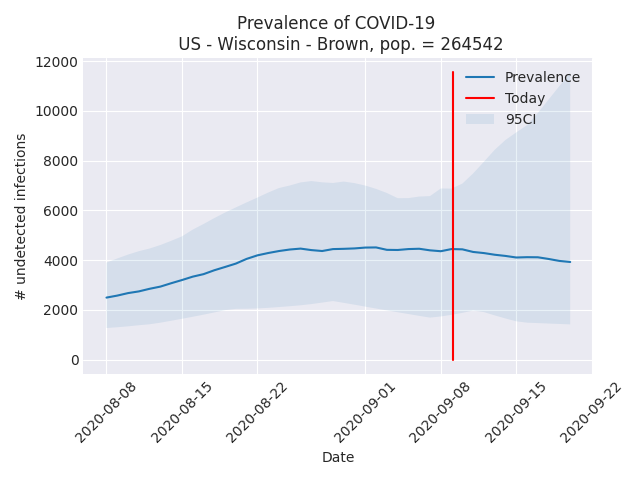 Prevalence of COVID-19
US - Wisconsin - Brown, pop. = 264542
12000
10000
8000
6000
4000
2000
0
# undetected infections
Prevalence
Today
95CI
2020-08-08
2020-08-15
2020-08-22
2020-09-01
2020-09-08
2020-09-15
2020-09-22
Date